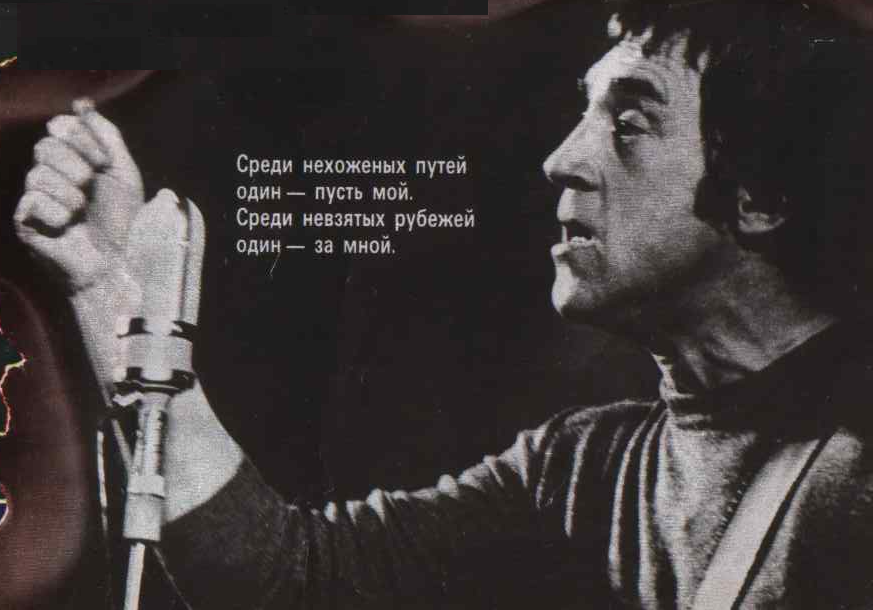 Среди нехоженых путей
один — пусть мой.
Среди невзятых рубежей
один — за мной.